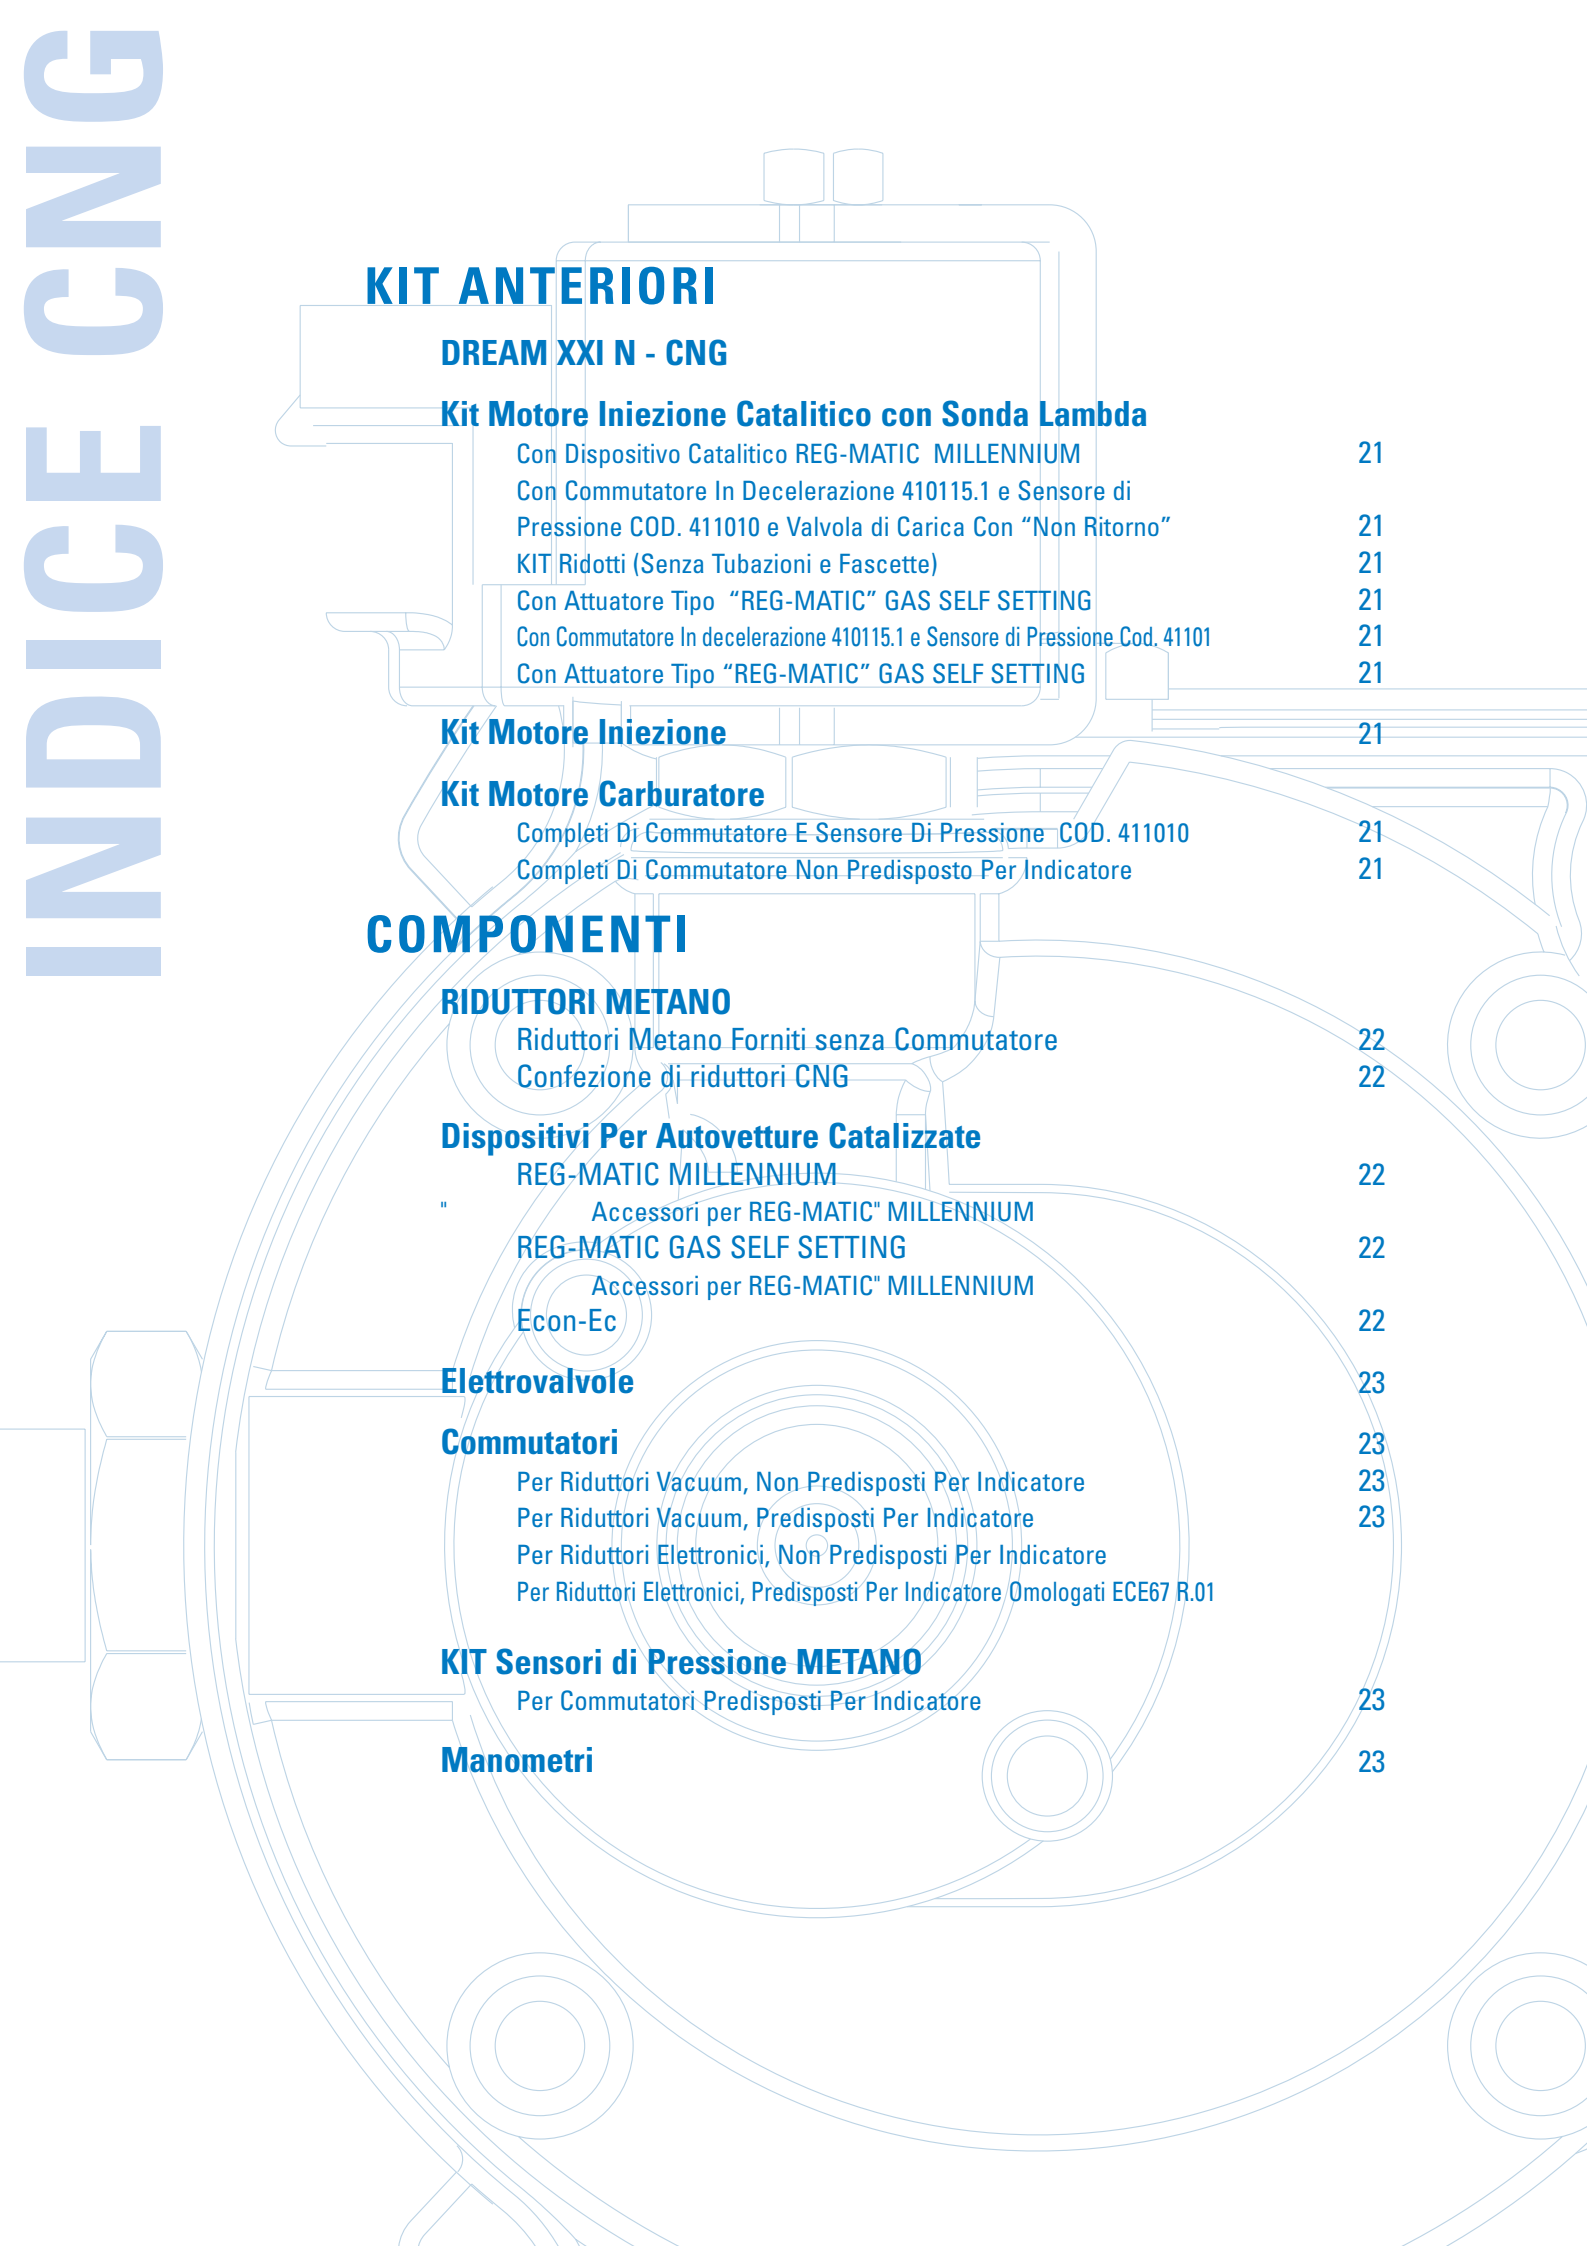 INDICE CNG
KIT ANTERIORI
DREAM XXI N - CNG
Kit Motore Iniezione Catalitico con Sonda Lambda
Con Dispositivo Catalitico REG-MATIC MILLENNIUM 21
Con Commutatore In Decelerazione 410115.1 e Sensore di
Pressione COD. 411010 e Valvola di Carica Con “Non Ritorno” 21
KIT Ridotti (Senza Tubazioni e Fascette) 21
Con Attuatore Tipo “REG-MATIC” GAS SELF SETTING 21
Con Commutatore In decelerazione 410115.1 e Sensore di Pressione Cod. 41101 21
Con Attuatore Tipo “REG-MATIC” GAS SELF SETTING 21
Kit Motore Iniezione 21
Kit Motore Carburatore
Completi Di Commutatore E Sensore Di Pressione COD. 411010 21
Completi Di Commutatore Non Predisposto Per Indicatore 21
COMPONENTI
RIDUTTORI METANO
Riduttori Metano Forniti senza Commutatore 22
Confezione di riduttori CNG 22
Dispositivi Per Autovetture Catalizzate
REG-MATIC MILLENNIUM 22
" Accessori per REG-MATIC" MILLENNIUM
REG-MATIC GAS SELF SETTING 22
Accessori per REG-MATIC" MILLENNIUM
Econ-Ec 22
Elettrovalvole 23
Commutatori 23
Per Riduttori Vacuum, Non Predisposti Per Indicatore 23
Per Riduttori Vacuum, Predisposti Per Indicatore 23
Per Riduttori Elettronici, Non Predisposti Per Indicatore
Per Riduttori Elettronici, Predisposti Per Indicatore Omologati ECE67 R.01
KIT Sensori di Pressione METANO
Per Commutatori Predisposti Per Indicatore 23
Manometri 23